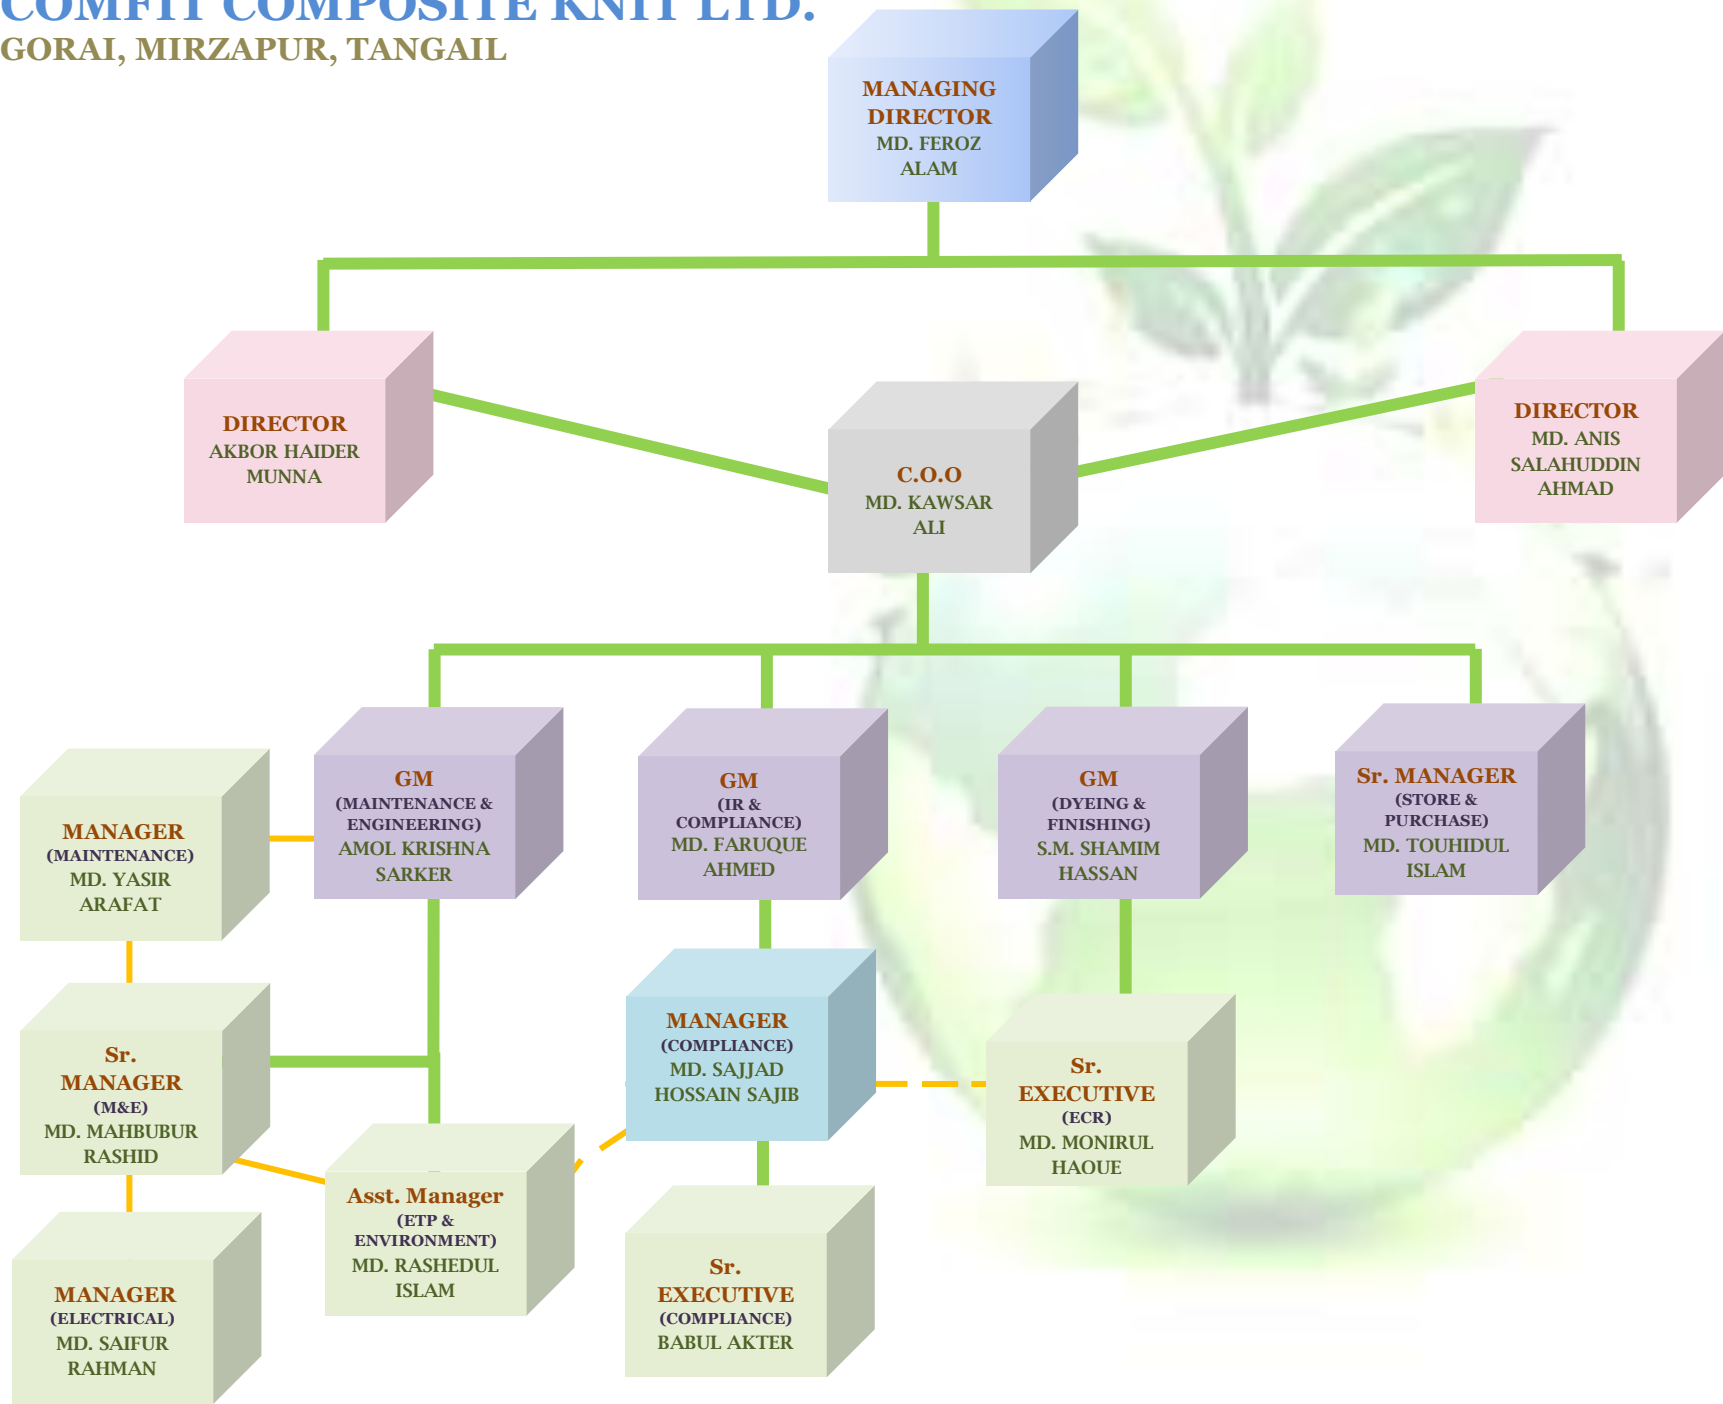 COMFIT COMPOSITE KNIT LTD.
GORAI, MIRZAPUR, TANGAIL
MANAGING
DIRECTOR
MD. FEROZ
ALAM
DIRECTOR
AKBOR HAIDER
MUNNA
C.O.O
MD. KAWSAR
ALI
DIRECTOR
MD. ANIS
SALAHUDDIN
AHMAD
MANAGER
(MAINTENANCE)
MD. YASIR
ARAFAT
GM
(MAINTENANCE &
ENGINEERING)
AMOL KRISHNA
SARKER
GM
(IR &
COMPLIANCE)
MD. FARUQUE
AHMED
GM
(DYEING &
FINISHING)
S.M. SHAMIM
HASSAN
Sr. MANAGER
(STORE &
PURCHASE)
MD. TOUHIDUL
ISLAM
Sr.
MANAGER
(M&E)
MD. MAHBUBUR
RASHID
MANAGER
(COMPLIANCE)
MD. SAJJAD
HOSSAIN SAJIB
Sr.
EXECUTIVE
(ECR)
MD. MONIRUL
HAOUE
MANAGER
(ELECTRICAL)
MD. SAIFUR
RAHMAN
Asst. Manager
(ETP &
ENVIRONMENT)
MD. RASHEDUL
ISLAM
Sr.
EXECUTIVE
(COMPLIANCE)
BABUL AKTER